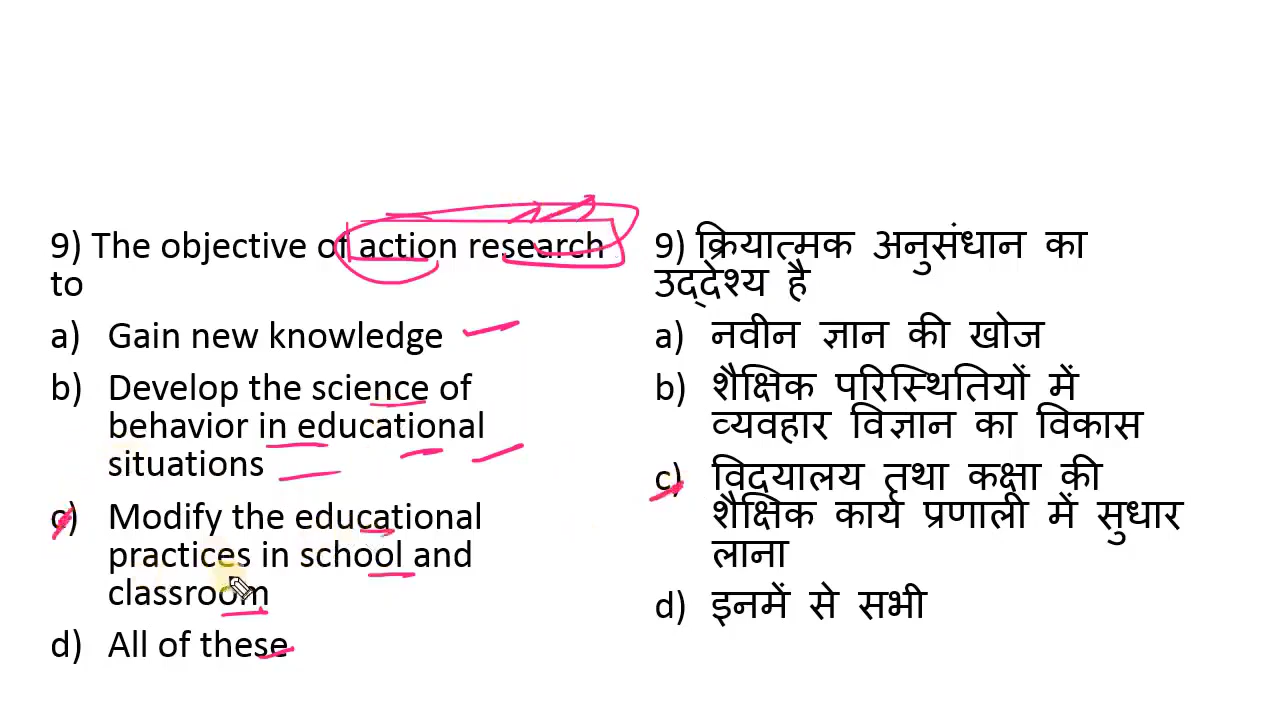 9) The objective of action research
to
a) Gain new knowledge
b) Develop the science of
behavior in educational
situations
c) Modify the educational
practices in school and
classroom
d) All of these
9) क्रियात्मक अनुसंधान का
उद्देश्य है
a) नवीन ज्ञान की खोज
b) शैक्षिक परिस्थितियों में
व्यवहार विज्ञान का विकास
c) विद्यालय तथा कक्षा की
शैक्षिक कार्य प्रणाली में सुधार
लाना
d) इनमें से सभी